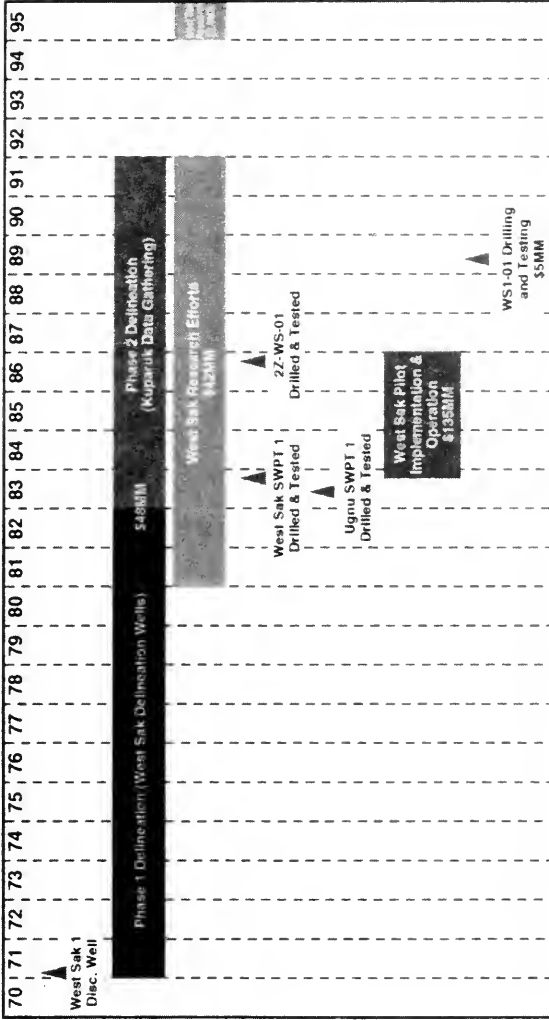 70 71 72 73 74 75 76 77 78 79 80 81 82 83 84 85 86 87 88 89 90 91 92 93 94 95
West Sak 1
Disc. Well
Phase 1 Delineation (West Sak Delineation Wells)
$48MM
Phase 2 Delineation
(Kuparuk Data Gathering)
West Sak Research Efforts
$42MM
West Sak SWPT 1
Drilled & Tested
2Z-WS-01
Drilled & Tested
Ugnu SWPT 1
Drilled & Tested
West Sak Pilot
Implementation &
Operation
$135MM
WS1-01 Drilling
and Testing
$5MM